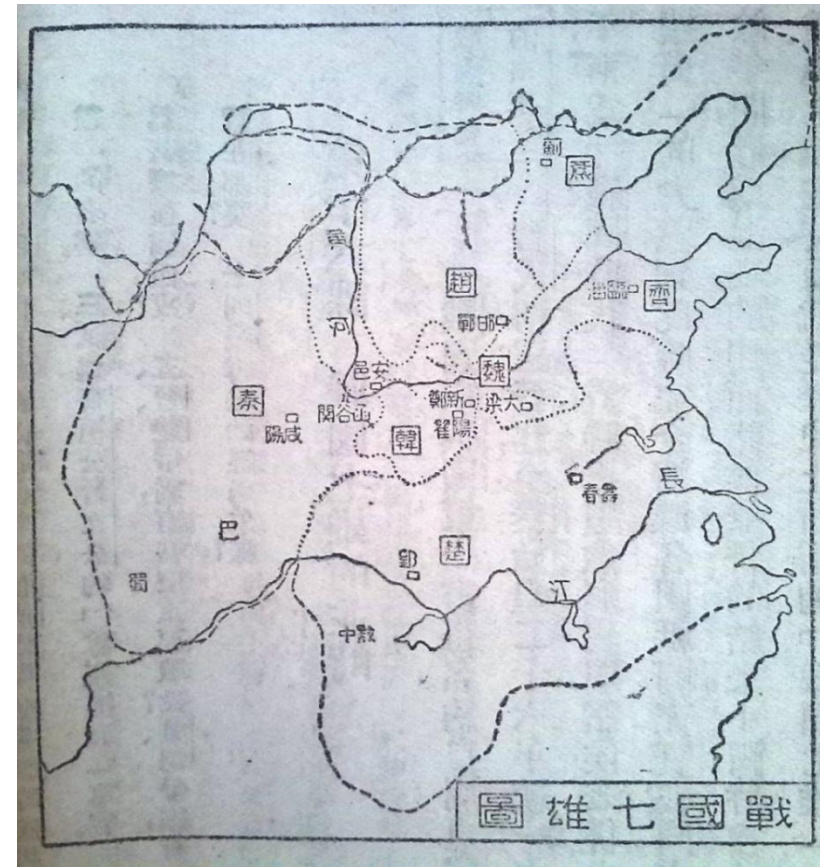 薊
燕
黃
河
趙
臨淄
齊
邯鄲
魏
安邑
秦
咸陽
函谷関
新鄭
大梁
陽翟
韓
壽春
長
江
巴
蜀
楚
郢
黔中
戰國七雄圖